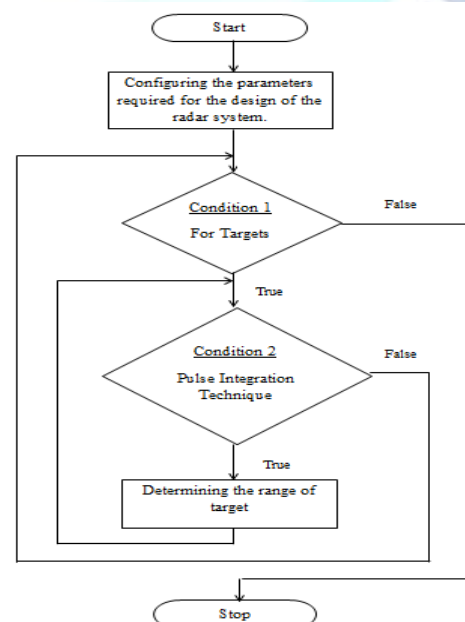 Start
Configuring the parameters
required for the design of the
radar system.
Condition 1
For Targets
False
True
Condition 2
Pulse Integration
Technique
False
True
Determining the range of
target
Stop